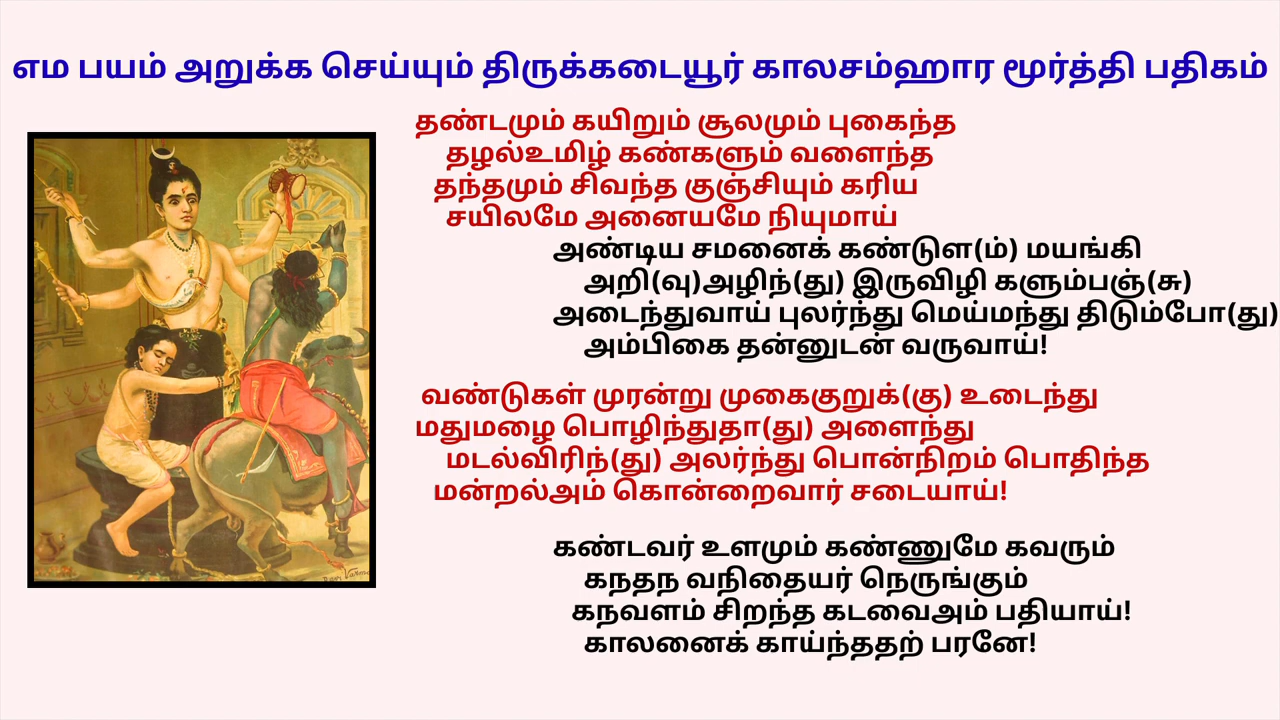 எம பயம் அறுக்க செய்யும் திருக்கடையூர் காலசம்ஹார மூர்த்தி பதிகம்
தண்டமும் கயிறும் சூலமும் புகைந்த
தழல்உமிழ் கண்களும் வளைந்த
தந்தமும் சிவந்த குஞ்சியும் கரிய
சயிலமே அனையமே நியுமாய்
அண்டிய சமனைக் கண்டுள(ம்) மயங்கி
அறி(வு)அழிந்(து) இருவிழி களும்பஞ்(சு)
அடைந்துவாய் புலர்ந்து மெய்மந்து திடும்போ(து)
அம்பிகை தன்னுடன் வருவாய்!
வண்டுகள் முரன்று முகைகுறுக்(கு) உடைந்து
மதுமழை பொழிந்துதா(து) அளைந்து
மடல்விரிந்(து) அலர்ந்து பொன்நிறம் பொதிந்த
மன்றல்அம் கொன்றைவார் சடையாய்!
கண்டவர் உளமும் கண்ணுமே கவரும்
கநதந வநிதையர் நெருங்கும்
கநவளம் சிறந்த கடவைஅம் பதியாய்!
காலனைக் காய்ந்ததற் பரனே!
Ravi Varma